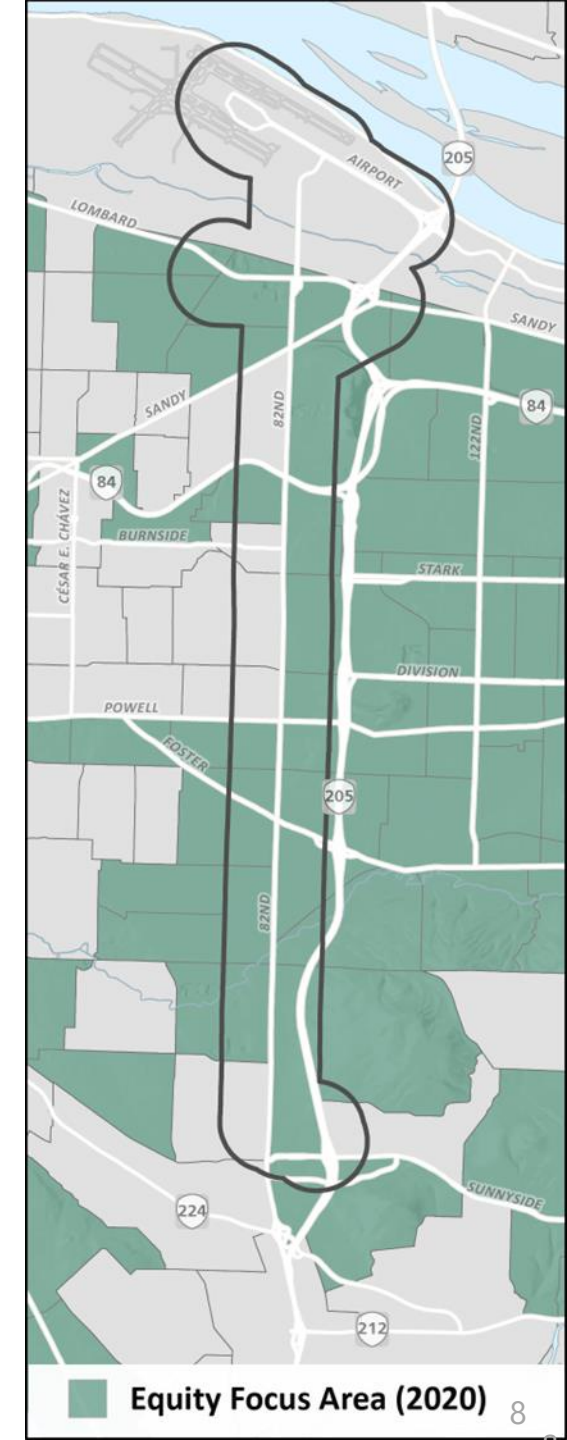 205
AIRPORT
LOMBARD
SANDY
SANDY
82ND
84
122ND
84
CÉSAR E. CHÁVEZ
BURNSIDE
STARK
DIVISION
POWELL
FOSTER
205
82ND
SUNNYSIDE
224
212
Equity Focus Area (2020)
8